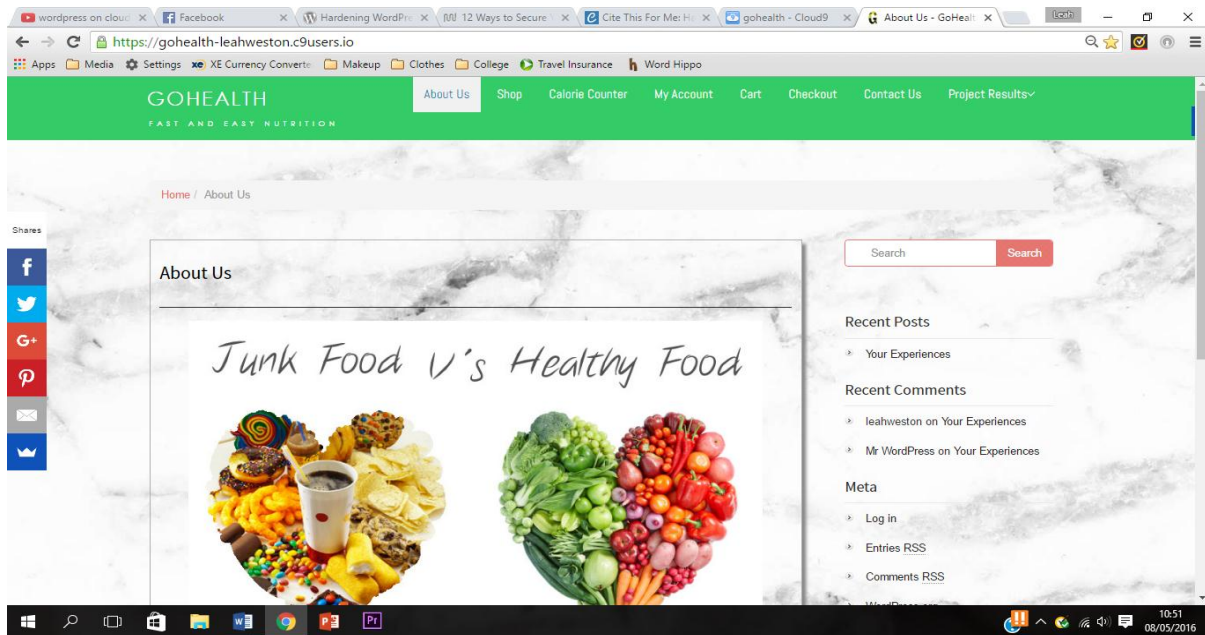 wordpress on cloud
Facebook
Hardening WordPre
12 Ways to Secure
Cite This For Me: H
gohealth - Cloud9
About Us - GoHealt
Leah
https://gohealth-leahweston.c9users.io
Apps Media Settings XE Currency Converte Makeup Clothes College Travel Insurance Word Hippo
GOHEALTH
FAST AND EASY NUTRITION
About Us Shop Calorie Counter My Account Cart Checkout Contact Us Project Results
Home / About Us
Shares
About Us
Junk Food V's Healthy Food
Search Search
Recent Posts
Your Experiences
Recent Comments
leahweston on Your Experiences
Mr WordPress on Your Experiences
Meta
Log in
Entries RSS
Comments RSS
WordPress.org
10:51
08/05/2016